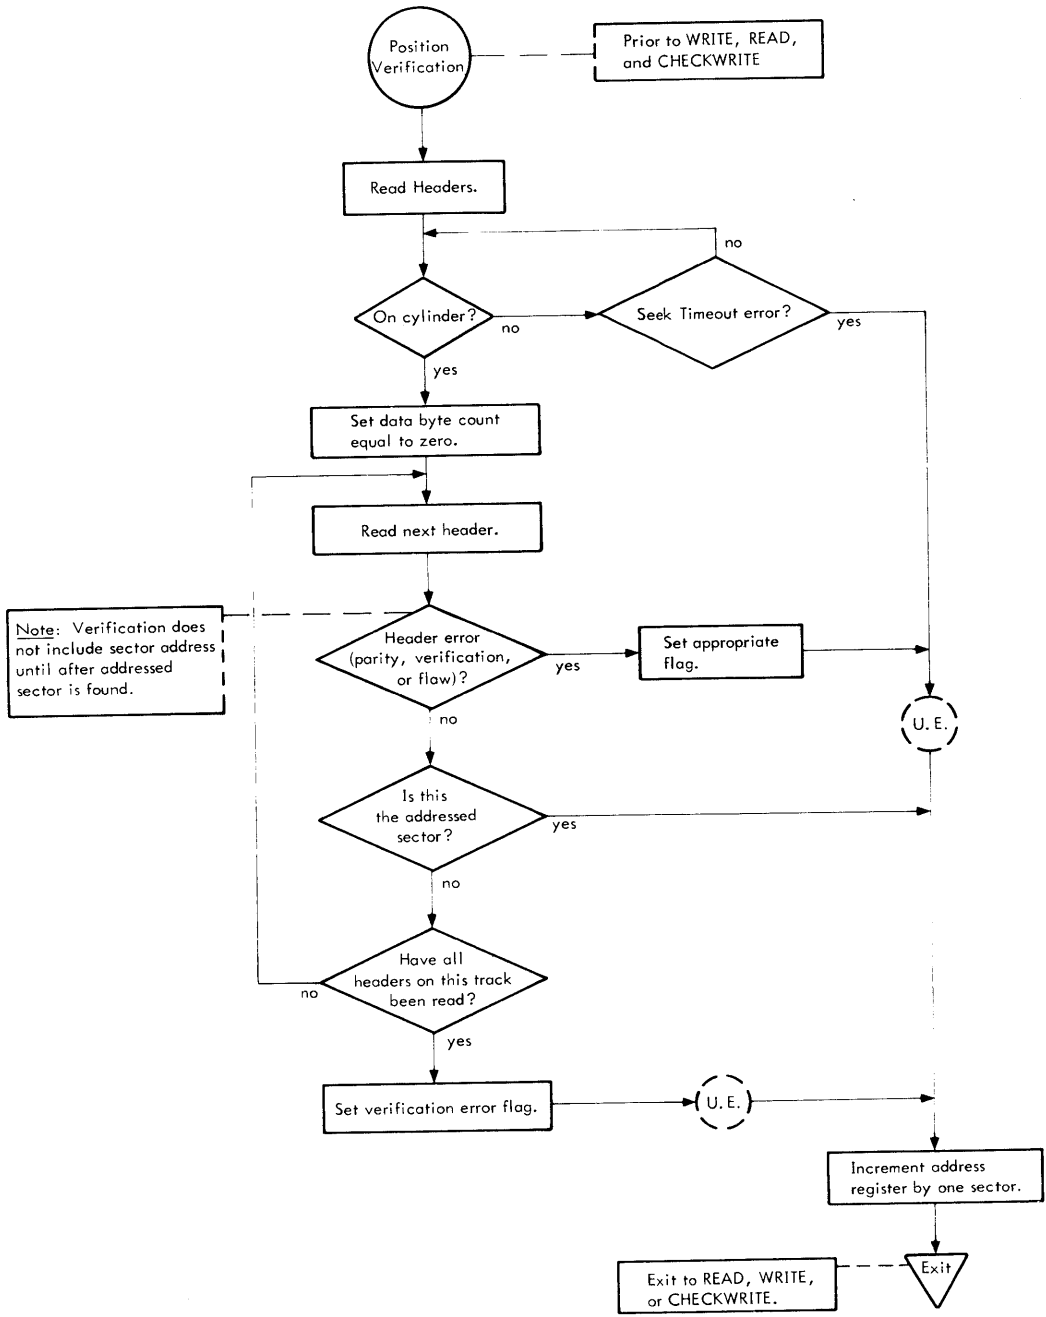 Position
Verification
Prior to WRITE, READ,
and CHECKWRITE
Read Headers.
no
On cylinder?
no
Seek Timeout error?
yes
yes
Set data byte count
equal to zero.
Read next header.
Note: Verification does
not include sector address
until after addressed
sector is found.
Header error
(parity, verification,
or flaw)?
yes
Set appropriate
flag.
no
U.E.
Is this
the addressed
sector?
yes
no
Have all
headers on this track
been read?
no
yes
Set verification error flag.
U.E.
Increment address
register by one sector.
Exit
Exit to READ, WRITE,
or CHECKWRITE.